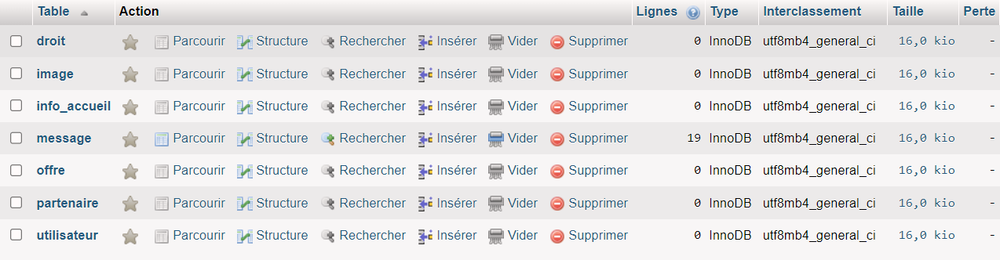 Table Action Lignes Type Interclassement Taille Perte
droit Parcourir Structure Rechercher Insérer Vider Supprimer 0 InnoDB utf8mb4_general_ci 16,0 kio -
image Parcourir Structure Rechercher Insérer Vider Supprimer 0 InnoDB utf8mb4_general_ci 16,0 kio -
info_accueil Parcourir Structure Rechercher Insérer Vider Supprimer 0 InnoDB utf8mb4_general_ci 16,0 kio -
message Parcourir Structure Rechercher Insérer Vider Supprimer 19 InnoDB utf8mb4_general_ci 16,0 kio -
offre Parcourir Structure Rechercher Insérer Vider Supprimer 0 InnoDB utf8mb4_general_ci 16,0 kio -
partenaire Parcourir Structure Rechercher Insérer Vider Supprimer 0 InnoDB utf8mb4_general_ci 16,0 kio -
utilisateur Parcourir Structure Rechercher Insérer Vider Supprimer 0 InnoDB utf8mb4_general_ci 16,0 kio -